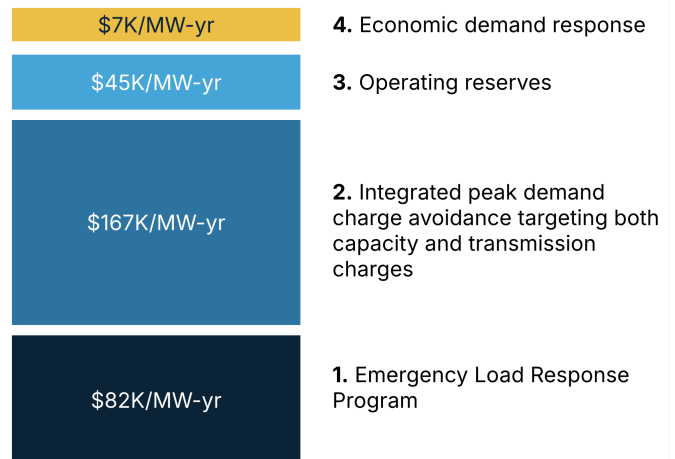 $7K/MW-yr
4. Economic demand response
$45K/MW-yr
3. Operating reserves
$167K/MW-yr
2. Integrated peak demand
charge avoidance targeting both
capacity and transmission
charges
$82K/MW-yr
1. Emergency Load Response
Program